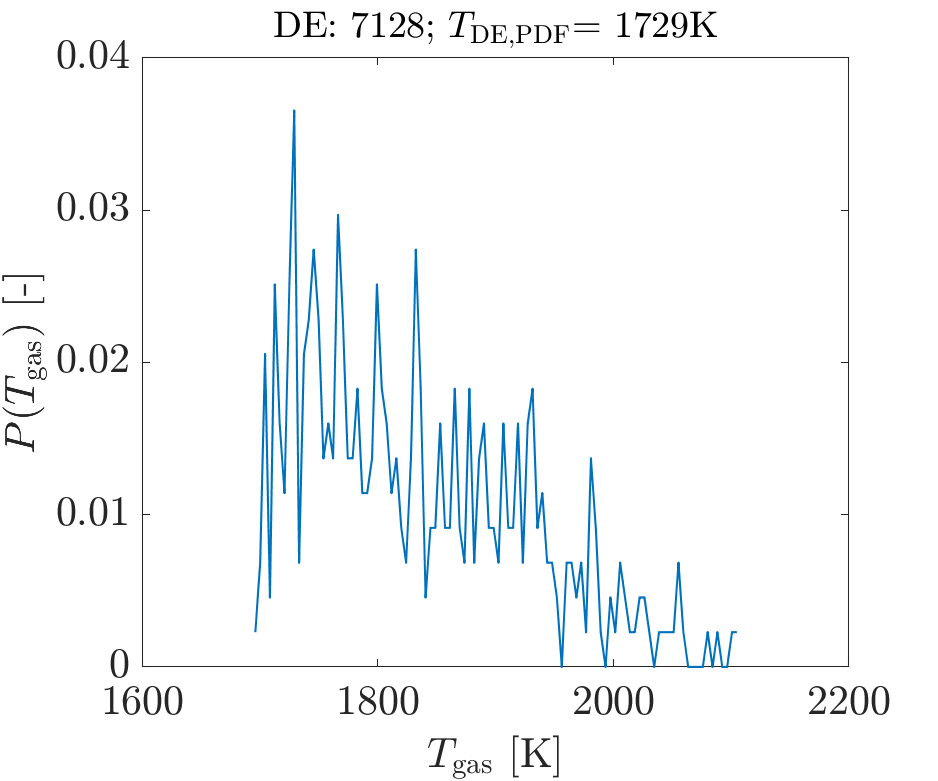 DE: 7128; T_DE,PDF= 1729K
0.04
0.03
0.02
0.01
0
P(T_gas) [-]
1600 1800 2000 2200
T_gas [K]